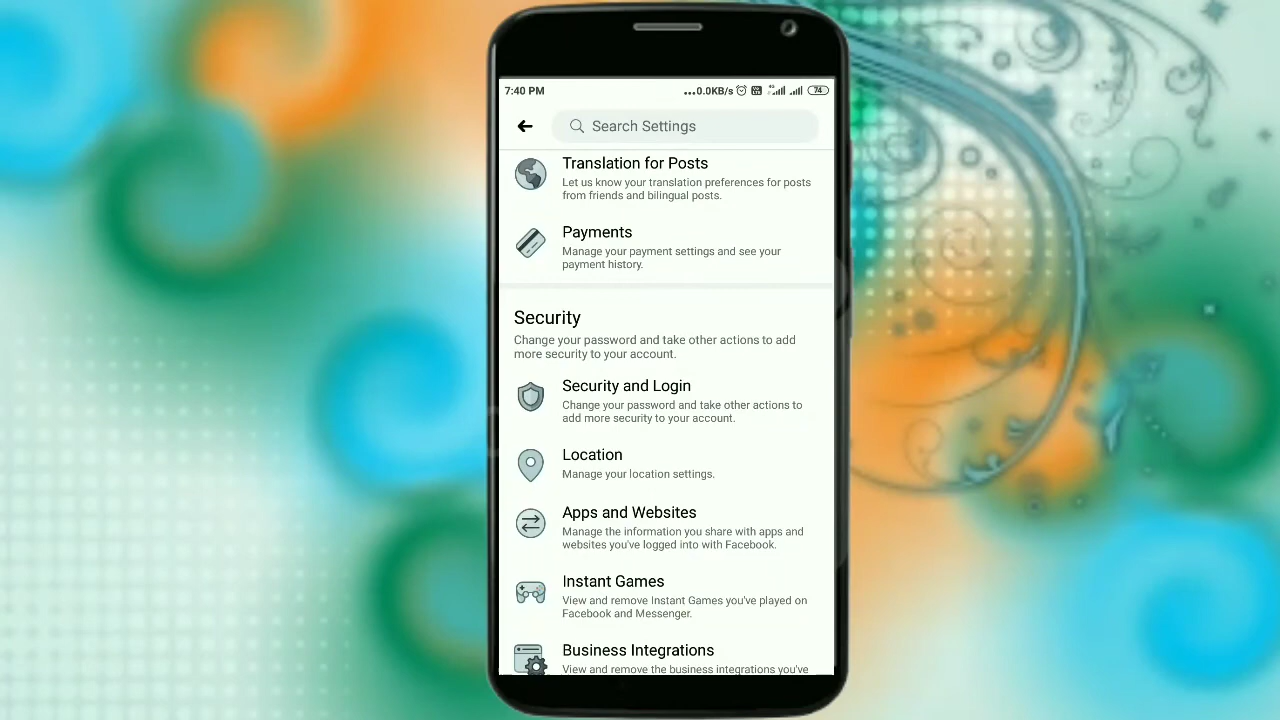 7:40 PM
...0.0KB/s
74
Search Settings
Translation for Posts
Let us know your translation preferences for posts
from friends and bilingual posts.
Payments
Manage your payment settings and see your
payment history.
Security
Change your password and take other actions to add
more security to your account.
Security and Login
Change your password and take other actions to
add more security to your account.
Location
Manage your location settings.
Apps and Websites
Manage the information you share with apps and
websites you've logged into with Facebook.
Instant Games
View and remove Instant Games you've played on
Facebook and Messenger.
Business Integrations
View and remove the business integrations you've